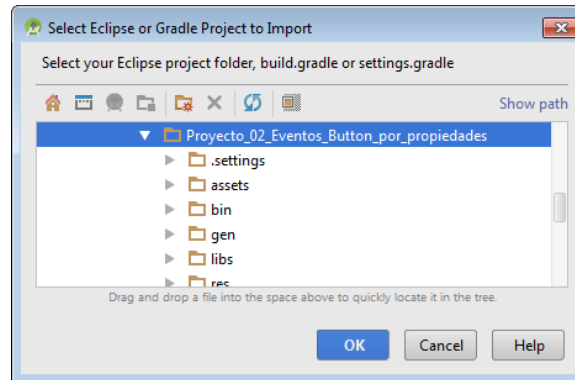 Select Eclipse or Gradle Project to Import
Select your Eclipse project folder, build.gradle or settings.gradle
Show path
Proyecto_02_Eventos_Button_por_propiedades
.settings
assets
bin
gen
libs
res
Drag and drop a file into the space above to quickly locate it in the tree.
OK Cancel Help